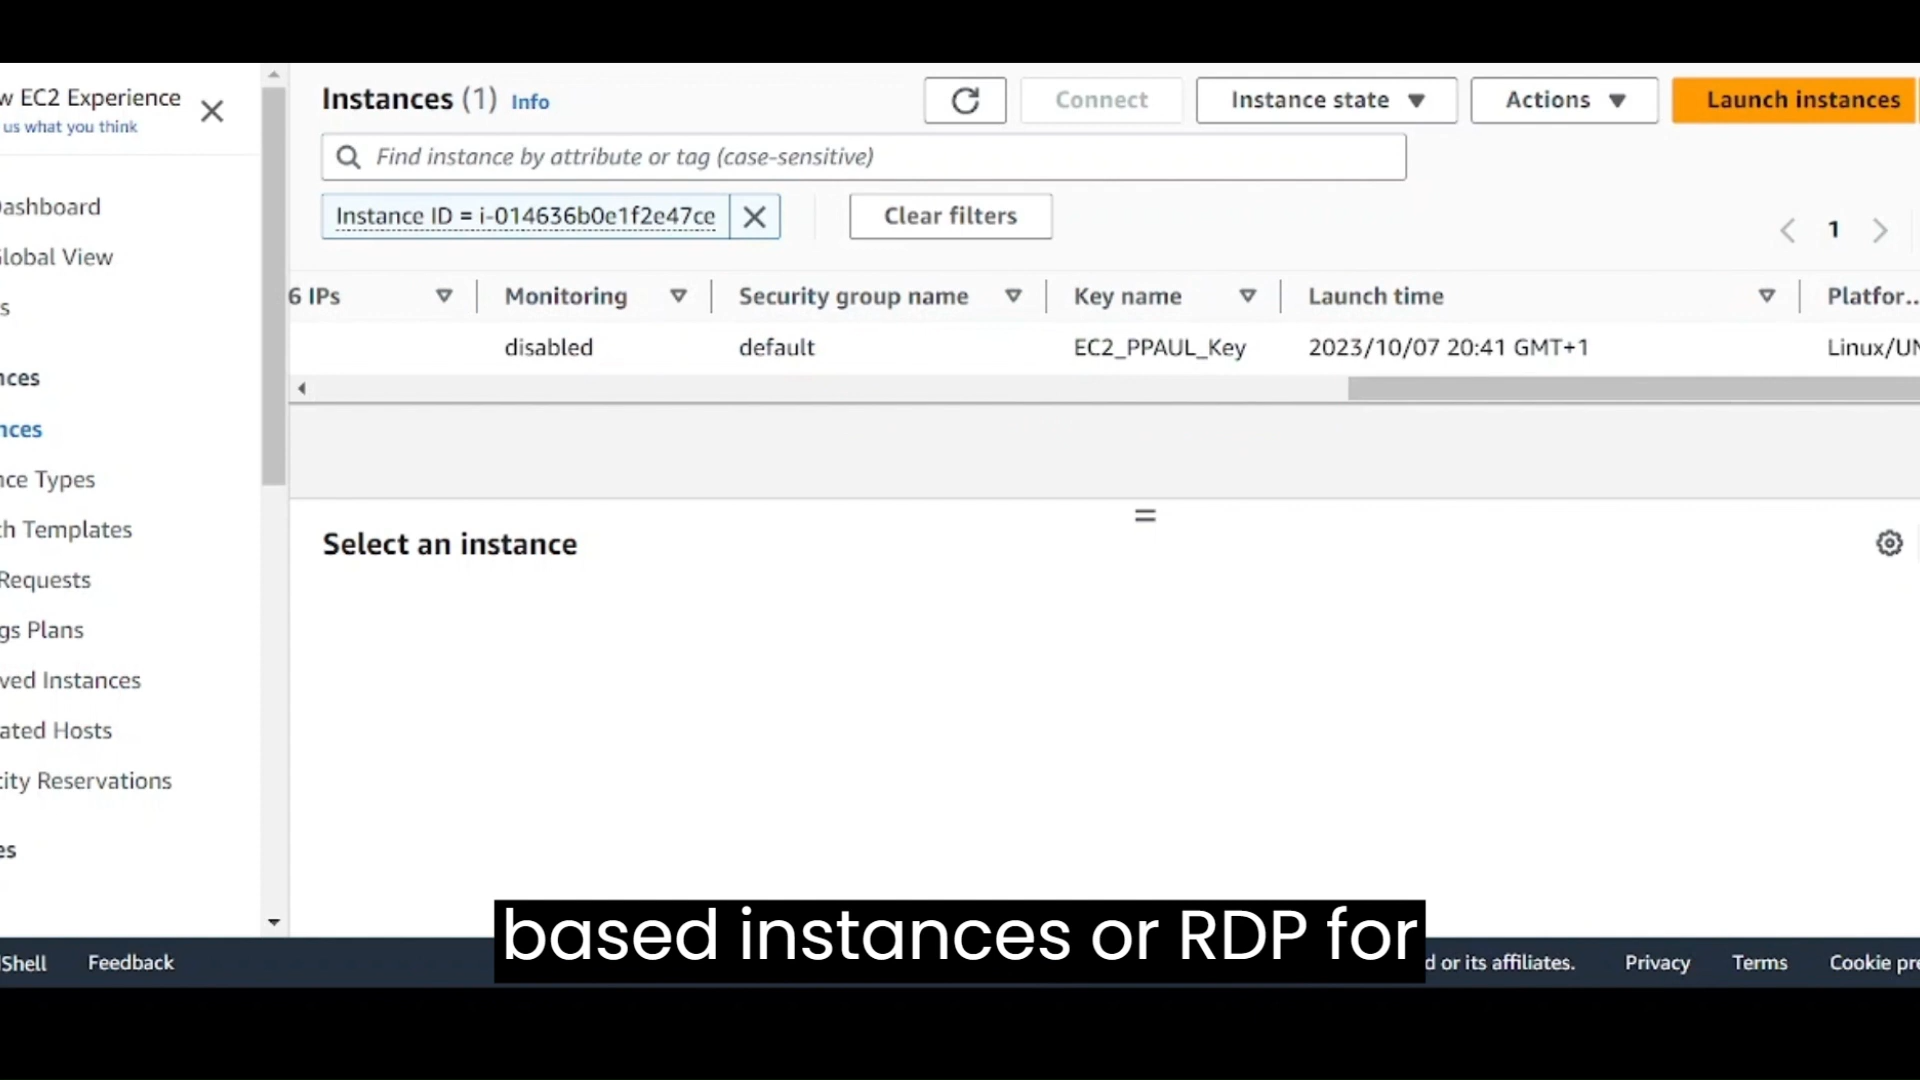 w EC2 Experience
us what you think
ashboard
lobal View
s
nces
nces
nce Types
ch Templates
Requests
gs Plans
ved Instances
ated Hosts
city Reservations
es
Instances (1) Info
Connect
Instance state
Actions
Launch instances
Find instance by attribute or tag (case-sensitive)
Instance ID = i-014636b0e1f2e47ce
Clear filters
1
6 IPs Monitoring Security group name Key name Launch time Platfor...
disabled default EC2_PPAUL_Key 2023/10/07 20:41 GMT+1 Linux/UN
Select an instance
based instances or RDP for
Shell Feedback d or its affiliates. Privacy Terms Cookie pre